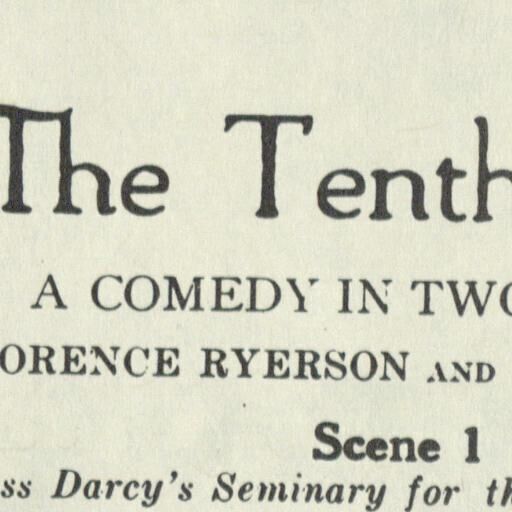 The Tenth
A COMEDY IN TWO
ORENCE RYERSON AND
Scene 1
ss Darcy's Seminary for th